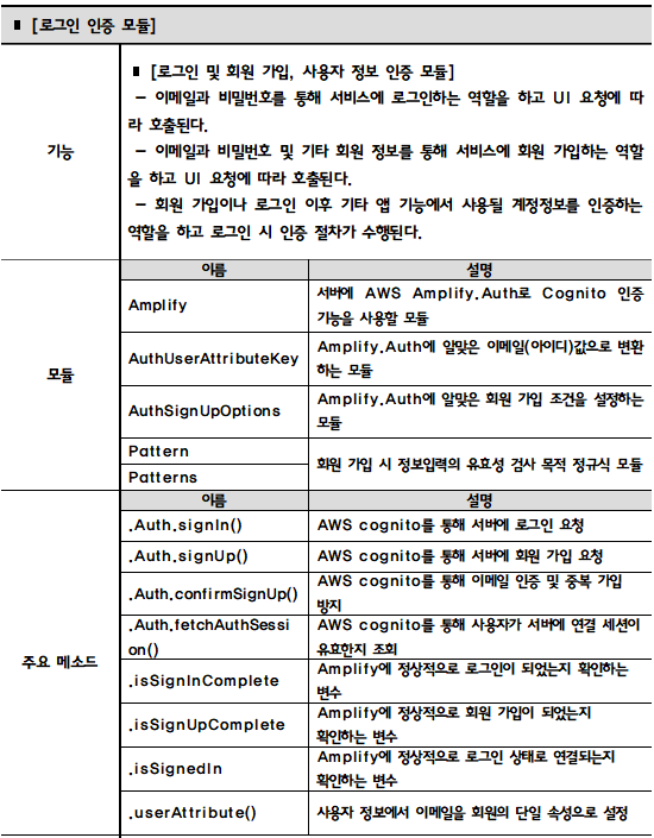 ■ [로그인 인증 모듈]
기능
■ [로그인 및 회원 가입, 사용자 정보 인증 모듈]
- 이메일과 비밀번호를 통해 서비스에 로그인하는 역할을 하고 UI 요청에 따
라 호출된다.
- 이메일과 비밀번호 및 기타 회원 정보를 통해 서비스에 회원 가입하는 역할
을 하고 UI 요청에 따라 호출된다.
- 회원 가입이나 로그인 이후 기타 앱 기능에서 사용될 계정정보를 인증하는
역할을 하고 로그인 시 인증 절차가 수행된다.
모듈
이름 설명
Amplify
서버에 AWS Amplify.Auth로 Cognito 인증
기능을 사용할 모듈
AuthUserAttributeKey
Amplify.Auth에 알맞은 이메일(아이디)값으로 변환
하는 모듈
AuthSignUpOptions
Amplify.Auth에 알맞은 회원 가입 조건을 설정하는
모듈
Pattern
Patterns
회원 가입 시 정보입력의 유효성 검사 목적 정규식 모듈
주요 메소드
이름 설명
.Auth.signIn() AWS cognito를 통해 서버에 로그인 요청
.Auth.signUp() AWS cognito를 통해 서버에 회원 가입 요청
.Auth.confirmSignUp()
AWS cognito를 통해 이메일 인증 및 중복 가입
방지
.Auth.fetchAuthSessi
on()
AWS cognito를 통해 사용자가 서버에 연결 세션이
유효한지 조회
.isSignInComplete
Amplify에 정상적으로 로그인이 되었는지 확인하는
변수
.isSignUpComplete
Amplify에 정상적으로 회원 가입이 되었는지
확인하는 변수
.isSignedIn
Amplify에 정상적으로 로그인 상태로 연결되는지
확인하는 변수
.userAttribute() 사용자 정보에서 이메일을 회원의 단일 속성으로 설정